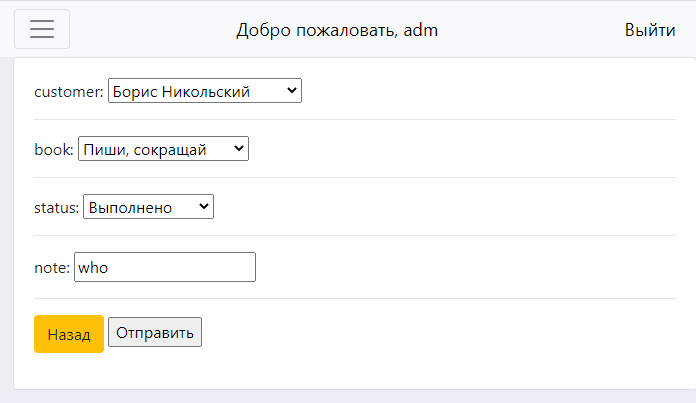 Добро пожаловать, adm Выйти
customer: Борис Никольский
book: Пиши, сокращай
status: Выполнено
note: who
Назад Отправить